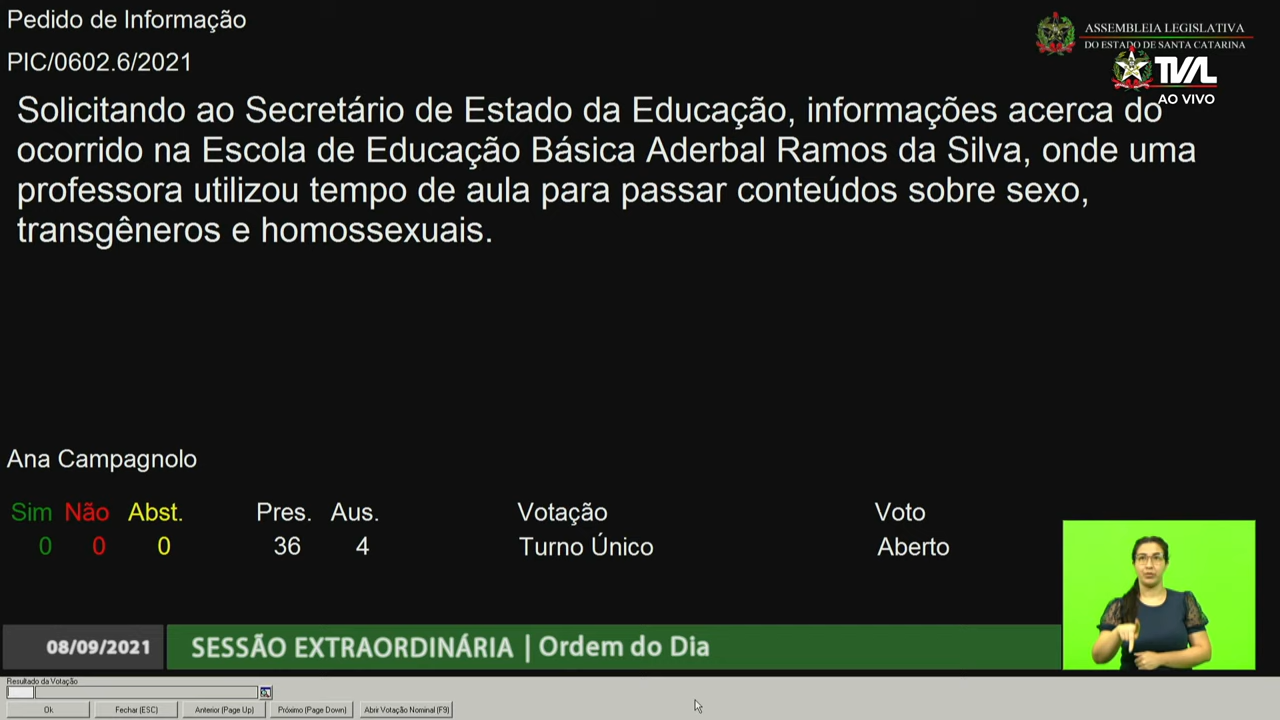 Pedido de Informação
PIC/0602.6/2021
ASSEMBLEIA LEGISLATIVA
DO ESTADO DE SANTA CATARINA
TVAL
AO VIVO
Solicitando ao Secretário de Estado da Educação, informações acerca do
ocorrido na Escola de Educação Básica Aderbal Ramos da Silva, onde uma
professora utilizou tempo de aula para passar conteúdos sobre sexo,
transgêneros e homossexuais.
Ana Campagnolo
Sim Não Abst. Pres. Aus. Votação Voto
0 0 0 36 4 Turno Único Aberto
08/09/2021 SESSÃO EXTRAORDINÁRIA | Ordem do Dia
Resultado da Votação
Ok Fechar (ESC) Anterior (Page Up) Próximo (Page Down) Abrir Votação Nominal (F9)